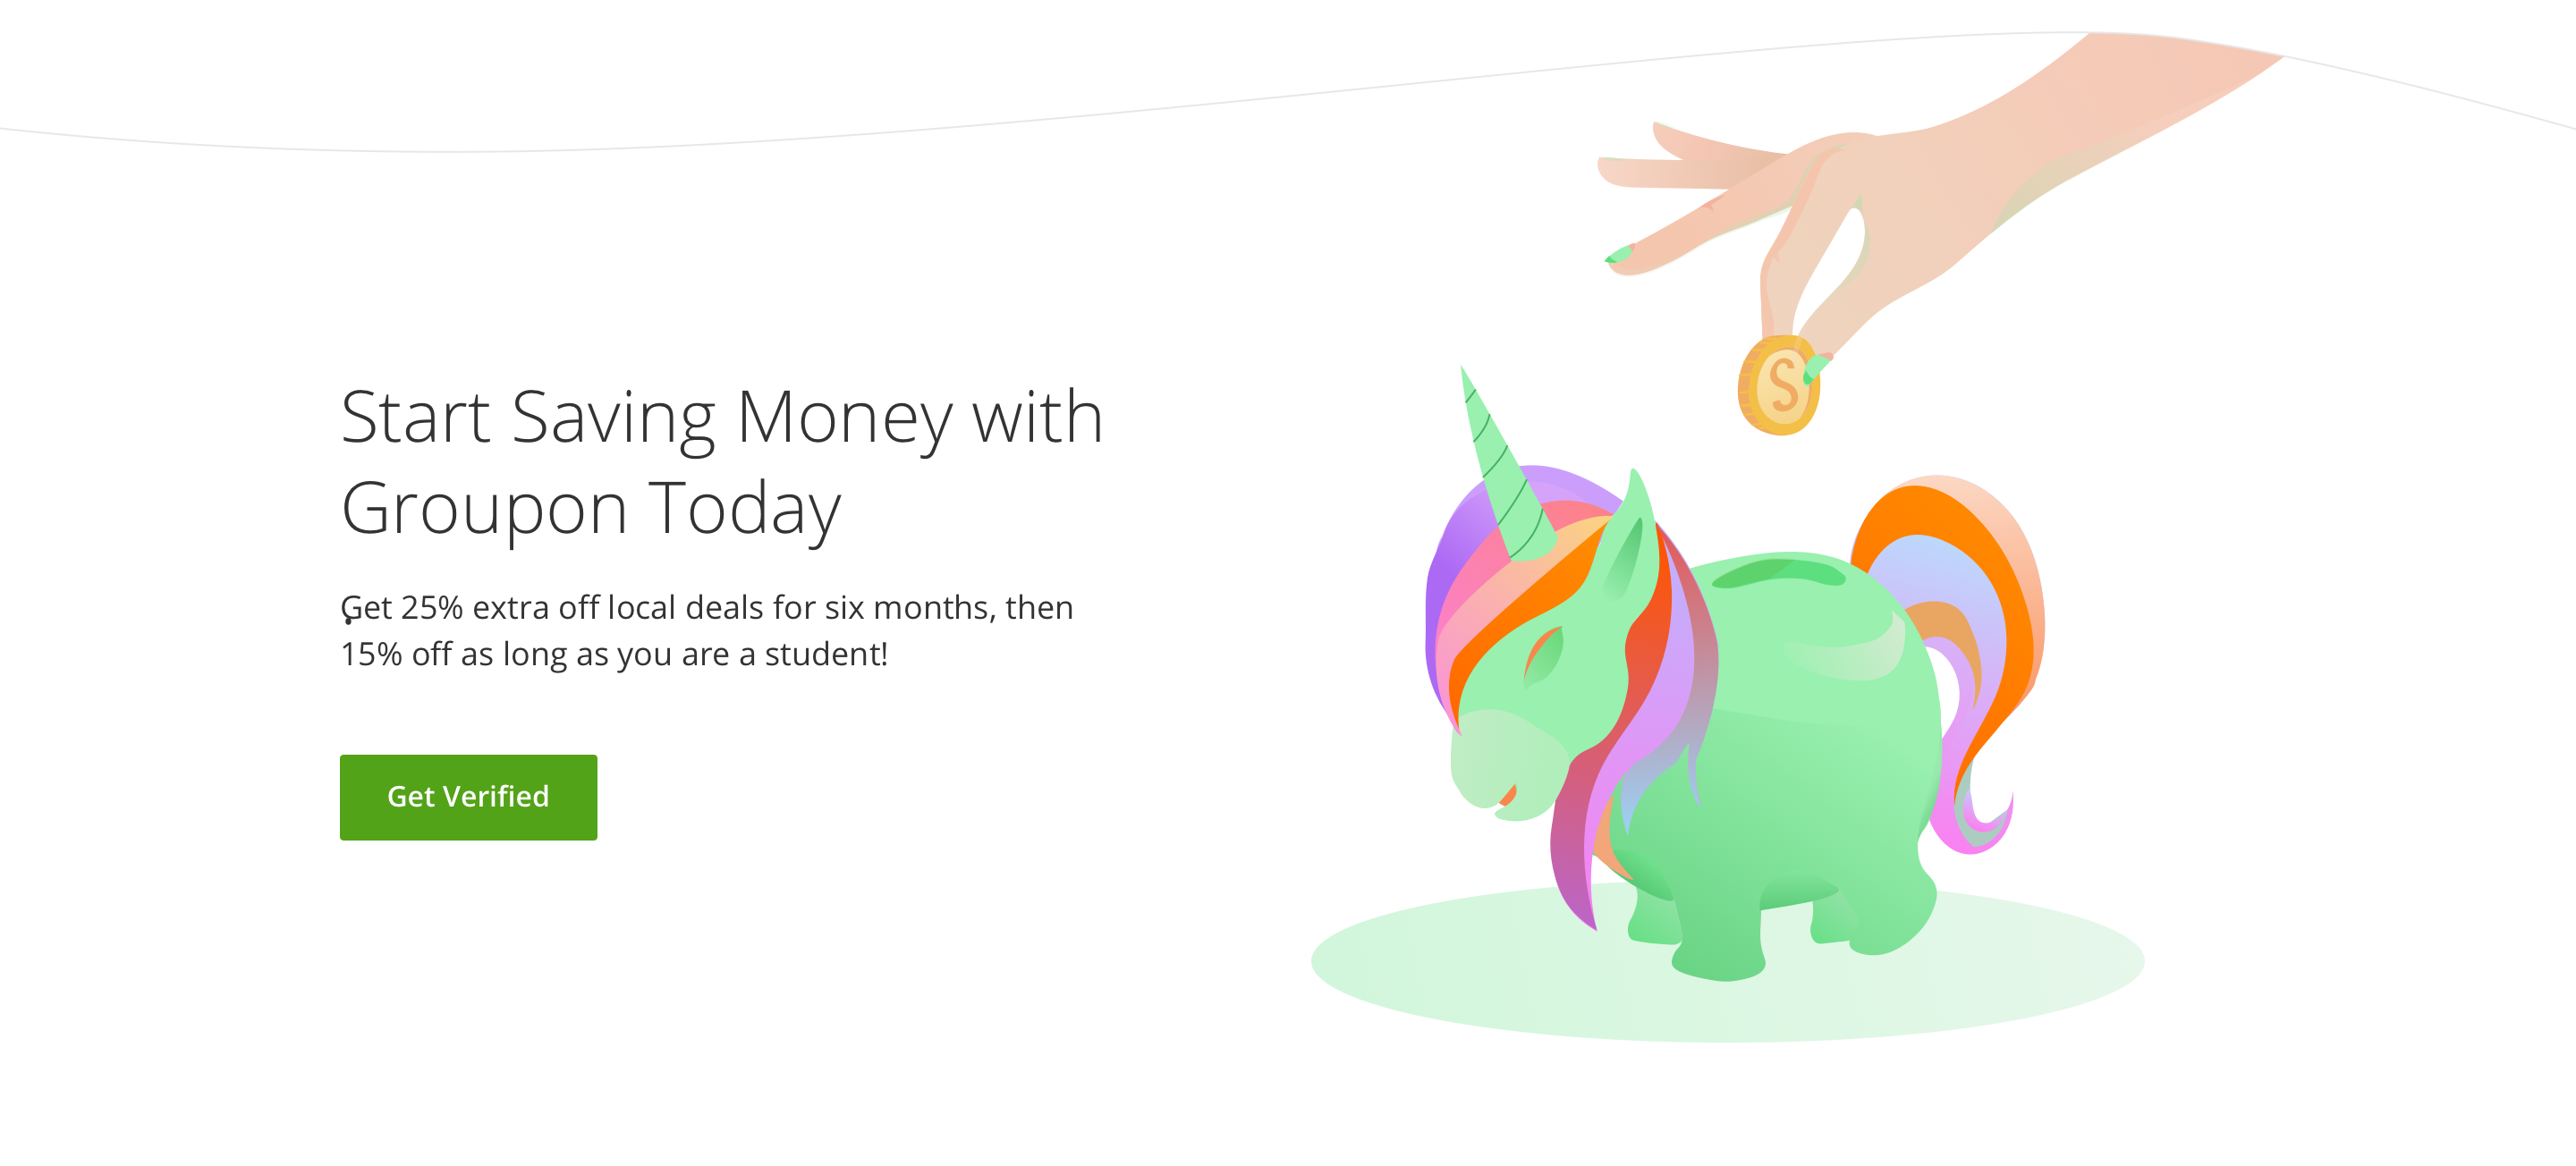 Start Saving Money with
Groupon Today
Get 25% extra off local deals for six months, then
15% off as long as you are a student!
Get Verified
S